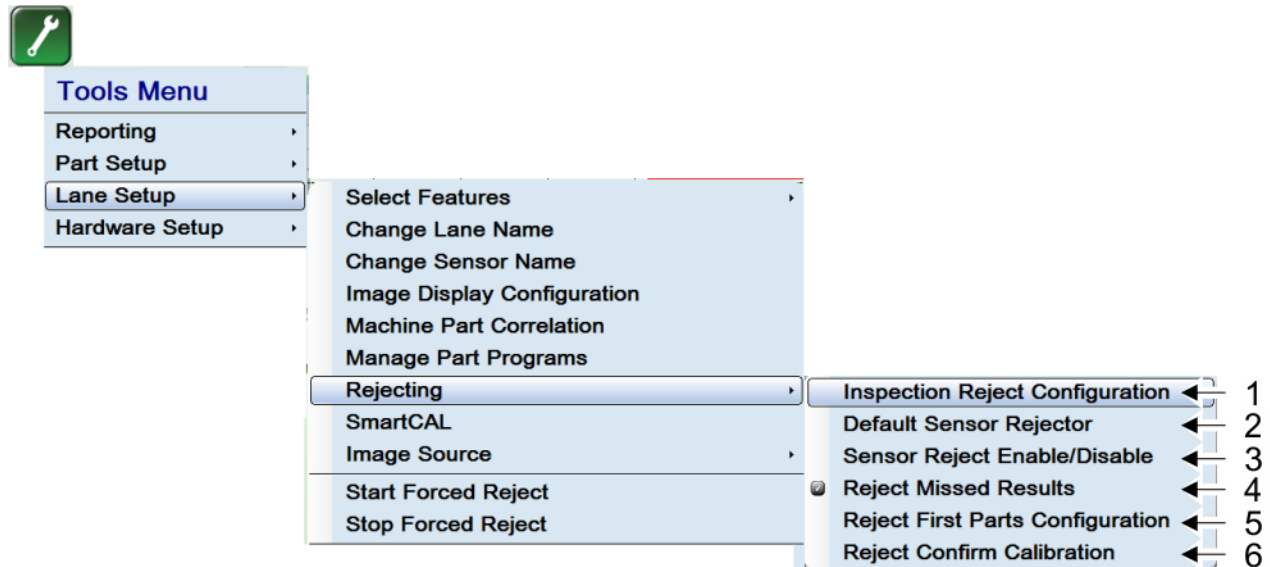 Tools Menu
Reporting
Part Setup
Lane Setup
Hardware Setup
Select Features
Change Lane Name
Change Sensor Name
Image Display Configuration
Machine Part Correlation
Manage Part Programs
Rejecting
SmartCAL
Image Source
Start Forced Reject
Stop Forced Reject
Inspection Reject Configuration 1
Default Sensor Rejector 2
Sensor Reject Enable/Disable 3
Reject Missed Results 4
Reject First Parts Configuration 5
Reject Confirm Calibration 6